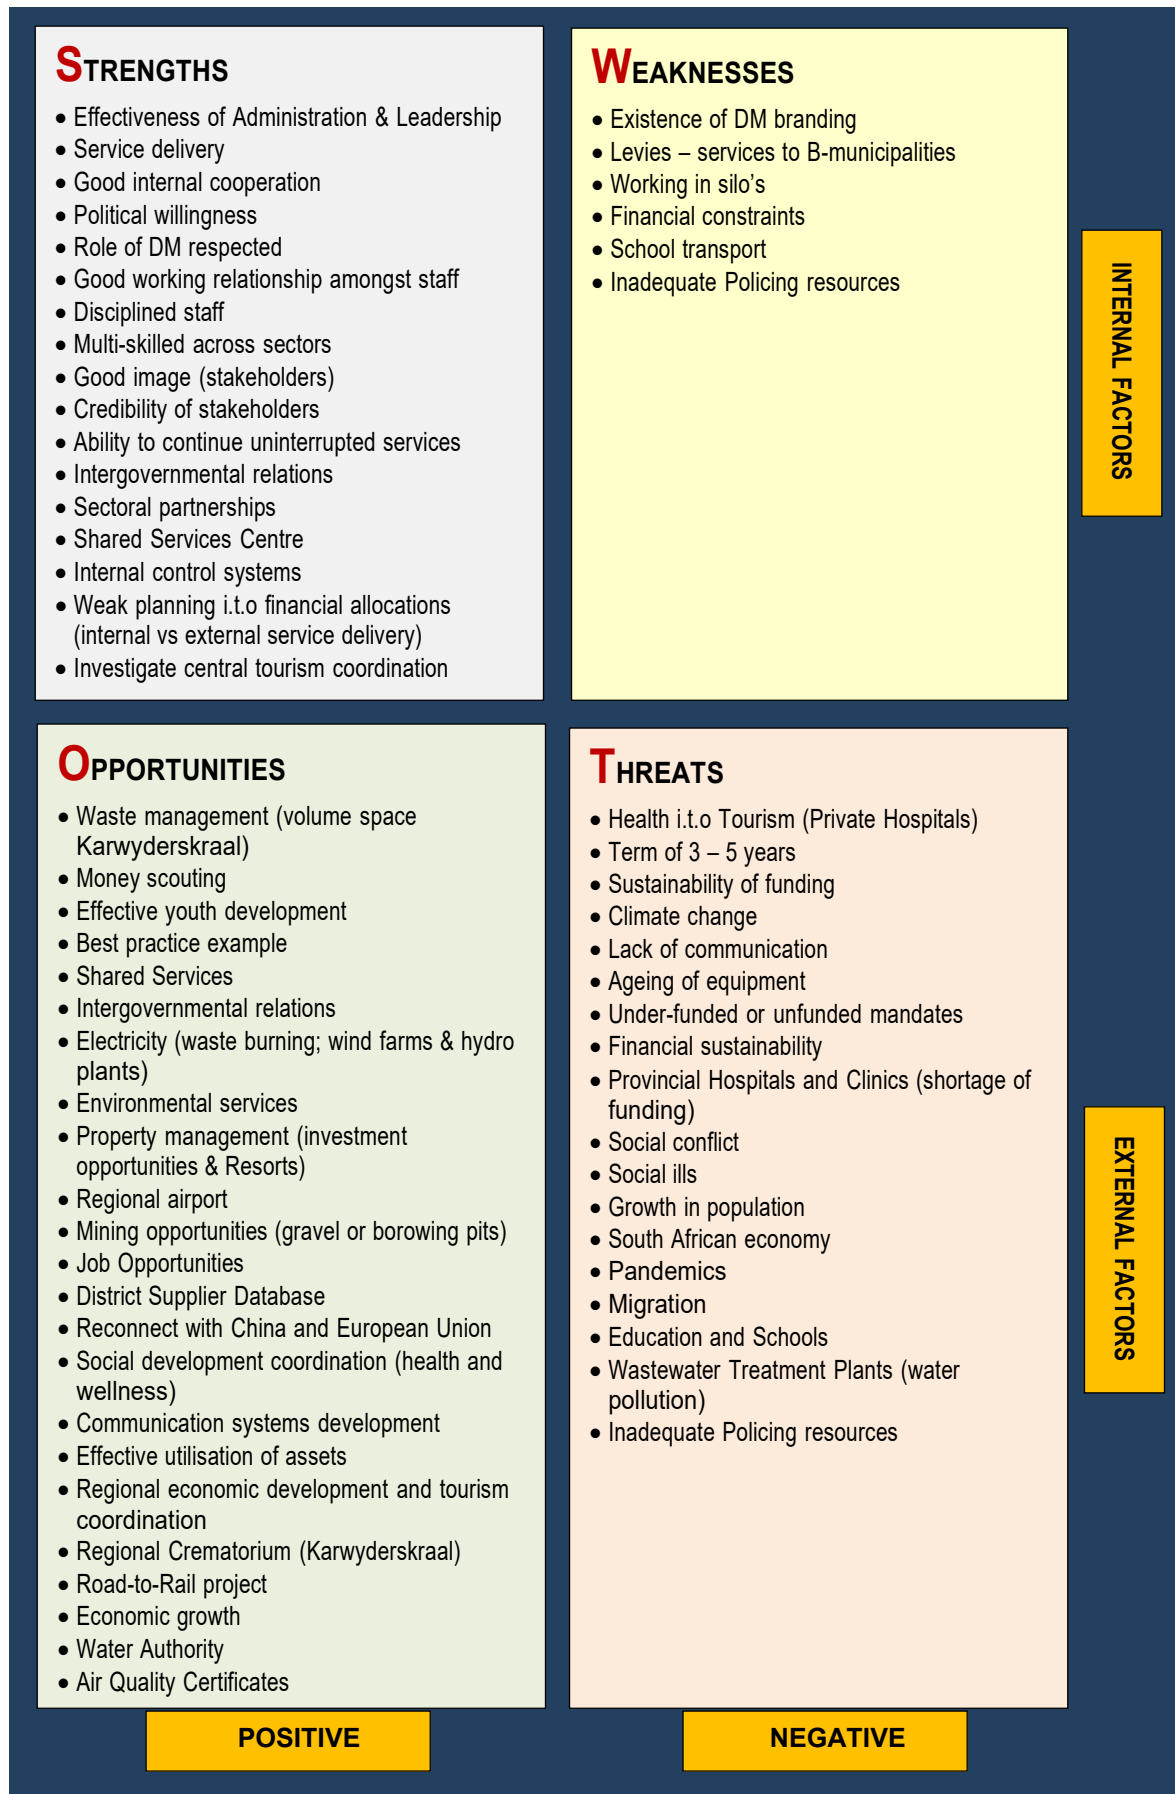 STRENGTHS
• Effectiveness of Administration & Leadership
• Service delivery
• Good internal cooperation
• Political willingness
• Role of DM respected
• Good working relationship amongst staff
• Disciplined staff
• Multi-skilled across sectors
• Good image (stakeholders)
• Credibility of stakeholders
• Ability to continue uninterrupted services
• Intergovernmental relations
• Sectoral partnerships
• Shared Services Centre
• Internal control systems
• Weak planning i.t.o financial allocations
(internal vs external service delivery)
• Investigate central tourism coordination
WEAKNESSES
• Existence of DM branding
• Levies – services to B-municipalities
• Working in silo's
• Financial constraints
• School transport
• Inadequate Policing resources
INTERNAL FACTORS
OPPORTUNITIES
• Waste management (volume space
Karwyderskraal)
• Money scouting
• Effective youth development
• Best practice example
• Shared Services
• Intergovernmental relations
• Electricity (waste burning; wind farms & hydro
plants)
• Environmental services
• Property management (investment
opportunities & Resorts)
• Regional airport
• Mining opportunities (gravel or borrowing pits)
• Job Opportunities
• District Supplier Database
• Reconnect with China and European Union
• Social development coordination (health and
wellness)
• Communication systems development
• Effective utilisation of assets
• Regional economic development and tourism
coordination
• Regional Crematorium (Karwyderskraal)
• Road-to-Rail project
• Economic growth
• Water Authority
• Air Quality Certificates
THREATS
• Health i.t.o Tourism (Private Hospitals)
• Term of 3 – 5 years
• Sustainability of funding
• Climate change
• Lack of communication
• Ageing of equipment
• Under-funded or unfunded mandates
• Financial sustainability
• Provincial Hospitals and Clinics (shortage of
funding)
• Social conflict
• Social ills
• Growth in population
• South African economy
• Pandemics
• Migration
• Education and Schools
• Wastewater Treatment Plants (water
pollution)
• Inadequate Policing resources
EXTERNAL FACTORS
POSITIVE
NEGATIVE